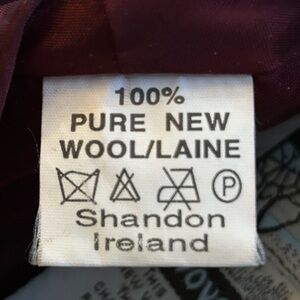 100%
PURE NEW
WOOL/LAINE
P
Shandon
Ireland